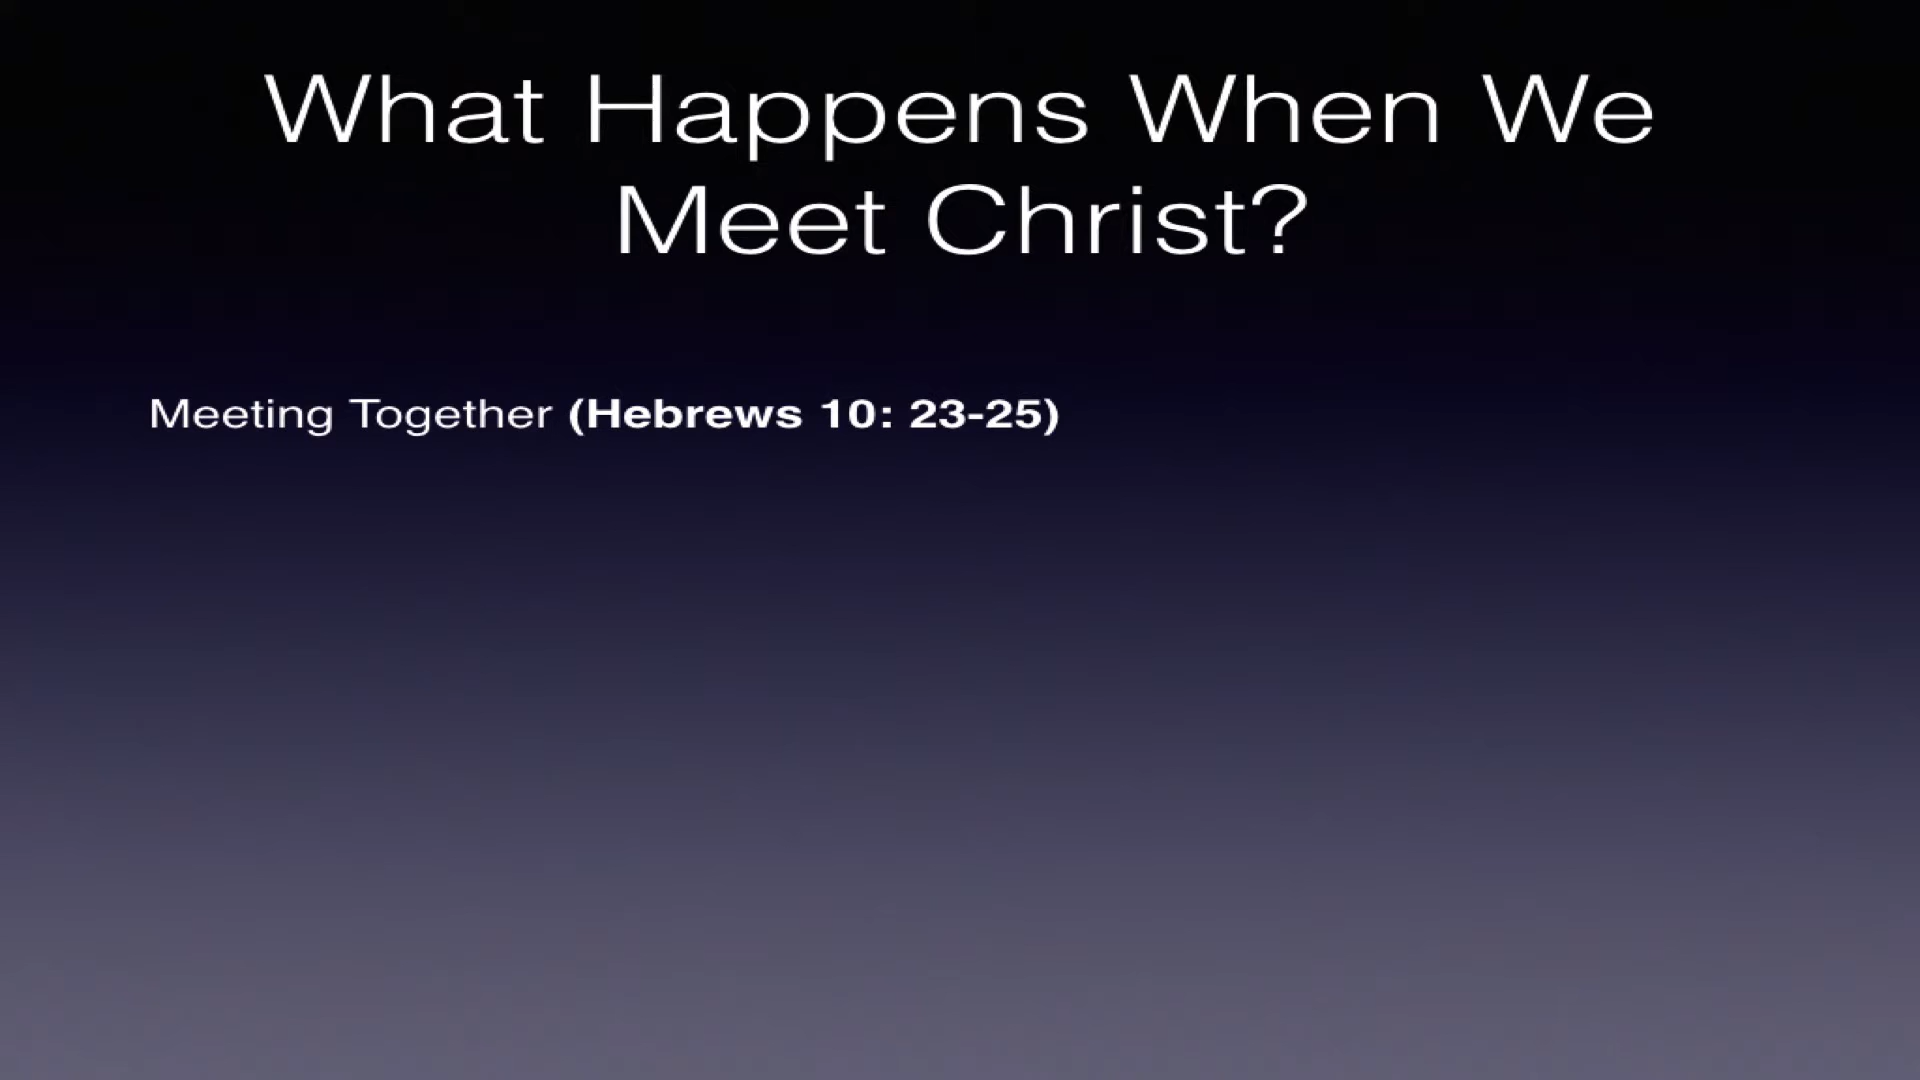 What Happens When We
Meet Christ?
Meeting Together (Hebrews 10: 23-25)